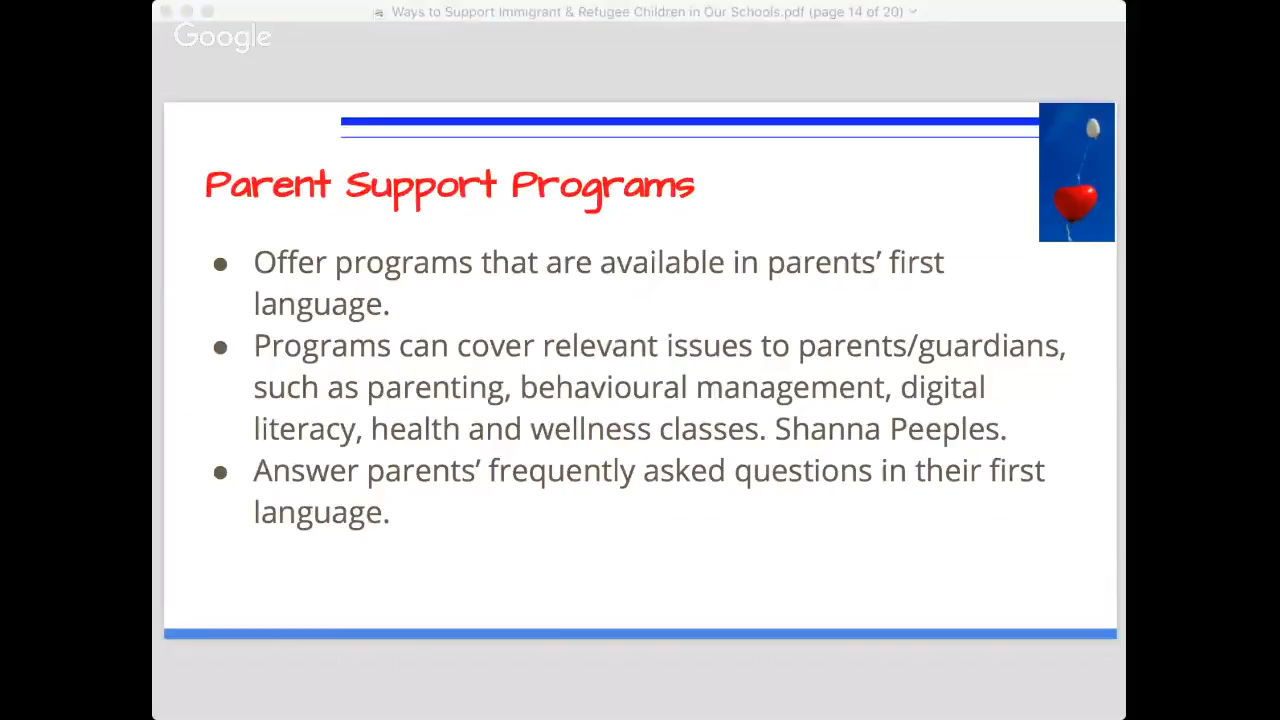 Ways to Support Immigrant & Refugee Children in Our Schools.pdf (page 14 of 20)
Google
Parent Support Programs
● Offer programs that are available in parents’ first
language.
● Programs can cover relevant issues to parents/guardians,
such as parenting, behavioural management, digital
literacy, health and wellness classes. Shanna Peeples.
● Answer parents’ frequently asked questions in their first
language.